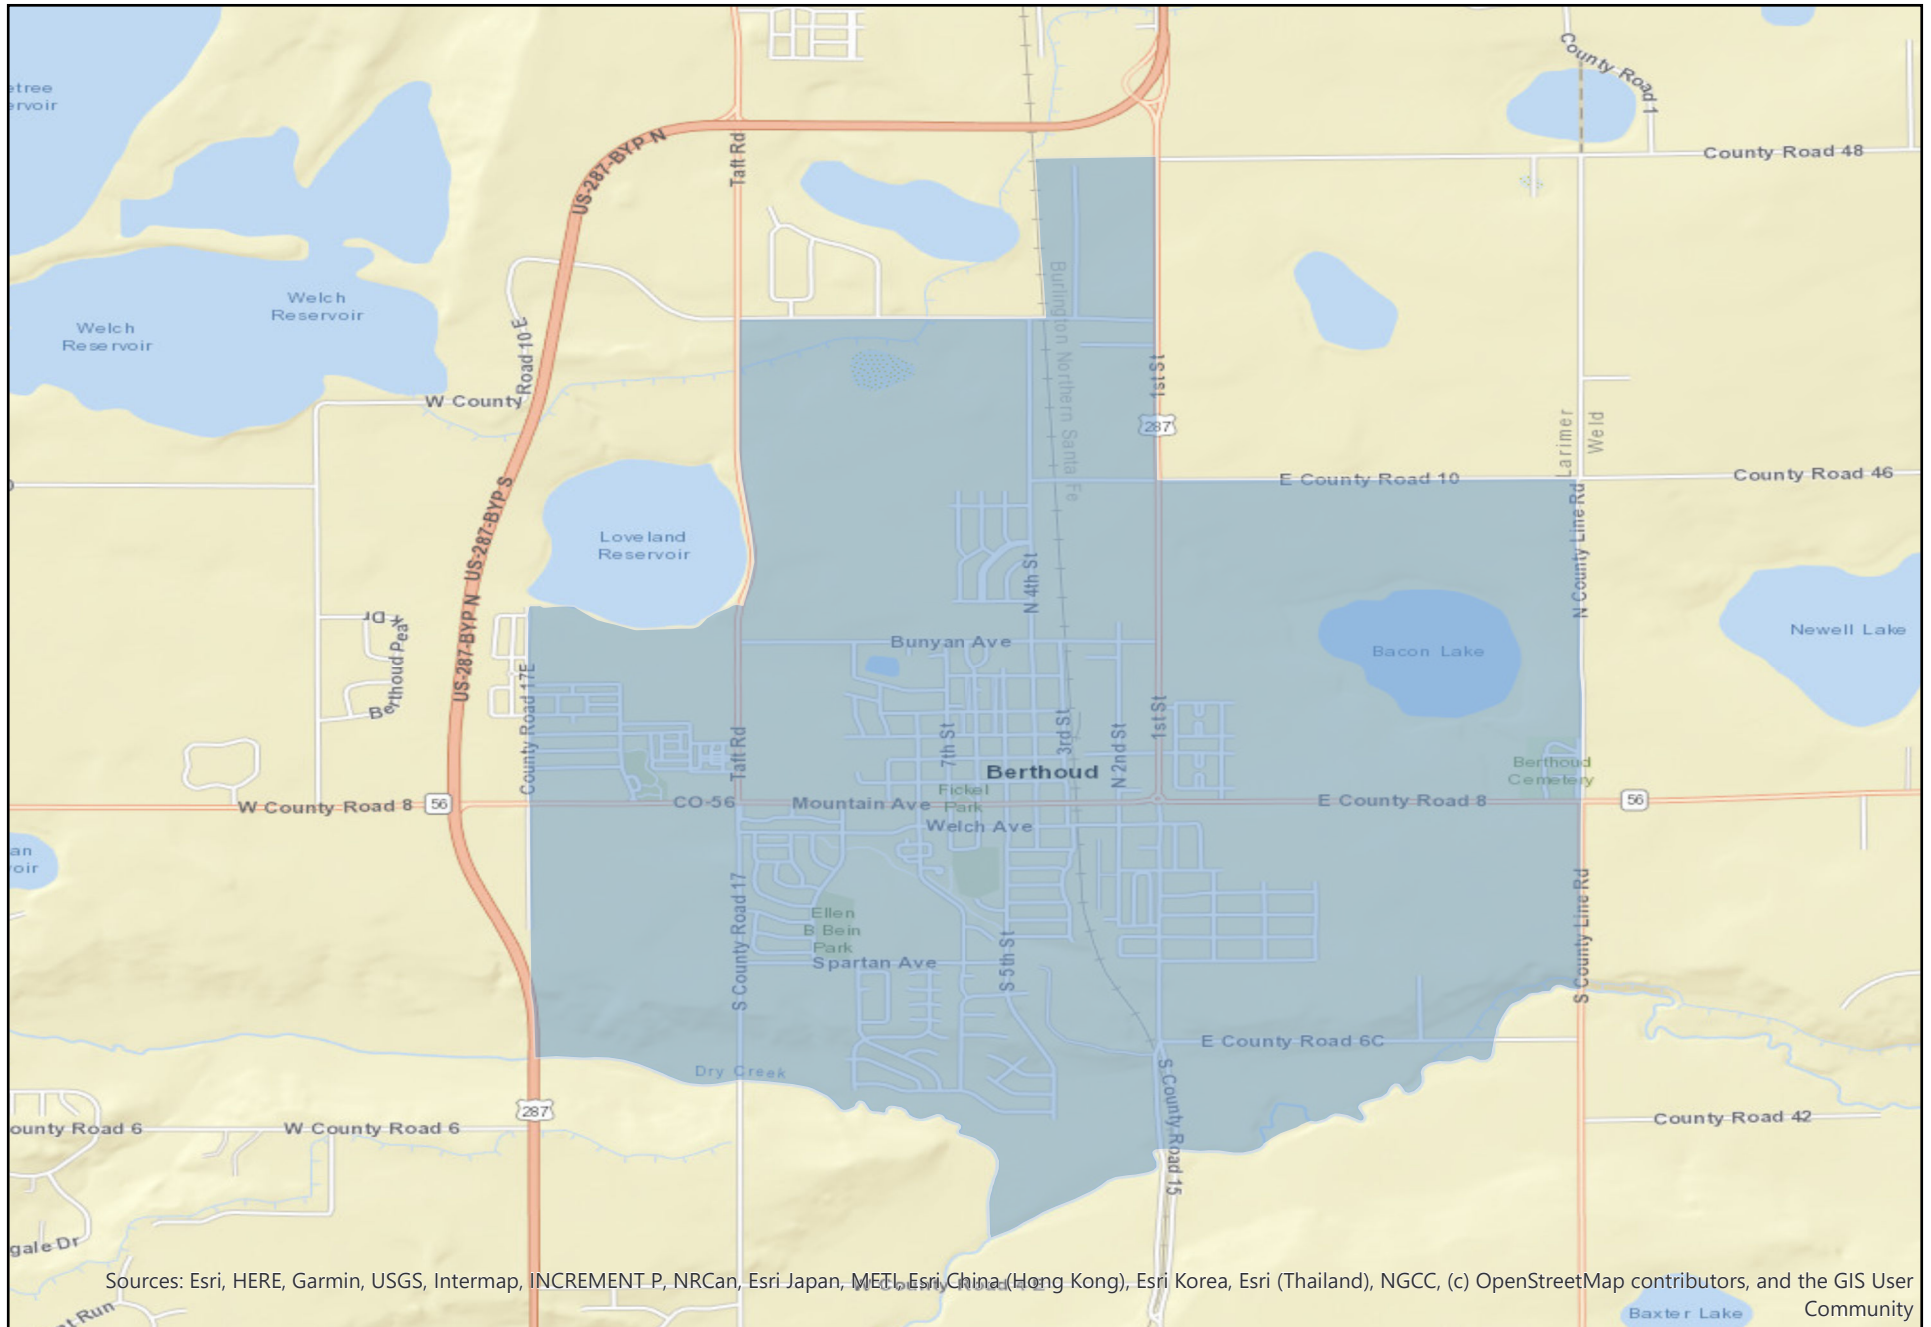 County Road 1
etree
ervoir
US-287-BYP N
Taft Rd
County Road 48
Welch
Reservoir
Welch
Reservoir
Burlington Northern Santa Fe
Road 10 E
W County
1st St
287
Larimer
Weld
E County Road 10
County Road 46
US-287-BYP S
N County Line Rd
Loveland
Reservoir
US-287-BYP N
N 4th St
Dr
Berthoud Peak
Bunyan Ave
Bacon Lake
Newell Lake
County Road 17E
Taft Rd
7th St
3rd St
N 2nd St
1st St
Berthoud
Berthoud
Cemetery
Fickel
Park
W County Road 8
56
CO-56
Mountain Ave
E County Road 8
56
Welch Ave
an
oir
S County Road 17
Ellen
B Bein
Park
Spartan Ave
S 5th St
S County Line Rd
E County Road 6C
Dry Creek
S County Road 15
287
ounty Road 6
W County Road 6
County Road 42
gale Dr
Sources: Esri, HERE, Garmin, USGS, Intermap, INCREMENT P, NRCan, Esri Japan, METI, Esri China (Hong Kong), Esri Korea, Esri (Thailand), NGCC, (c) OpenStreetMap contributors, and the GIS User
Community
W County Road 4 E
nt Run
Baxter Lake